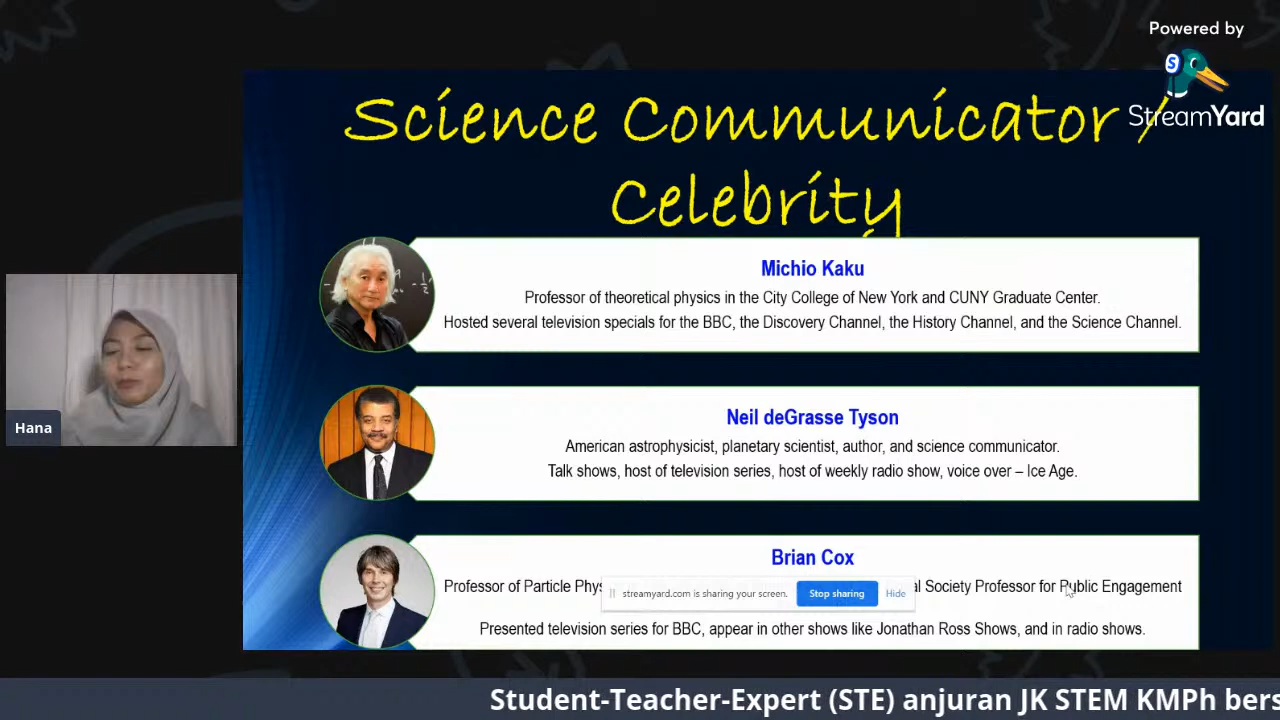 Powered by
StreamYard
Science Communicator /
Celebrity
Michio Kaku
Professor of theoretical physics in the City College of New York and CUNY Graduate Center.
Hosted several television specials for the BBC, the Discovery Channel, the History Channel, and the Science Channel.
Neil deGrasse Tyson
American astrophysicist, planetary scientist, author, and science communicator.
Talk shows, host of television series, host of weekly radio show, voice over – Ice Age.
Hana
Brian Cox
Professor of Particle Society Professor for Public Engagement
streamyard.com is sharing your screen. Stop sharing Hide
Presented television series for BBC, appear in other shows like Jonathan Ross Shows, and in radio shows.
Student-Teacher-Expert (STE) anjuran JK STEM KMPh